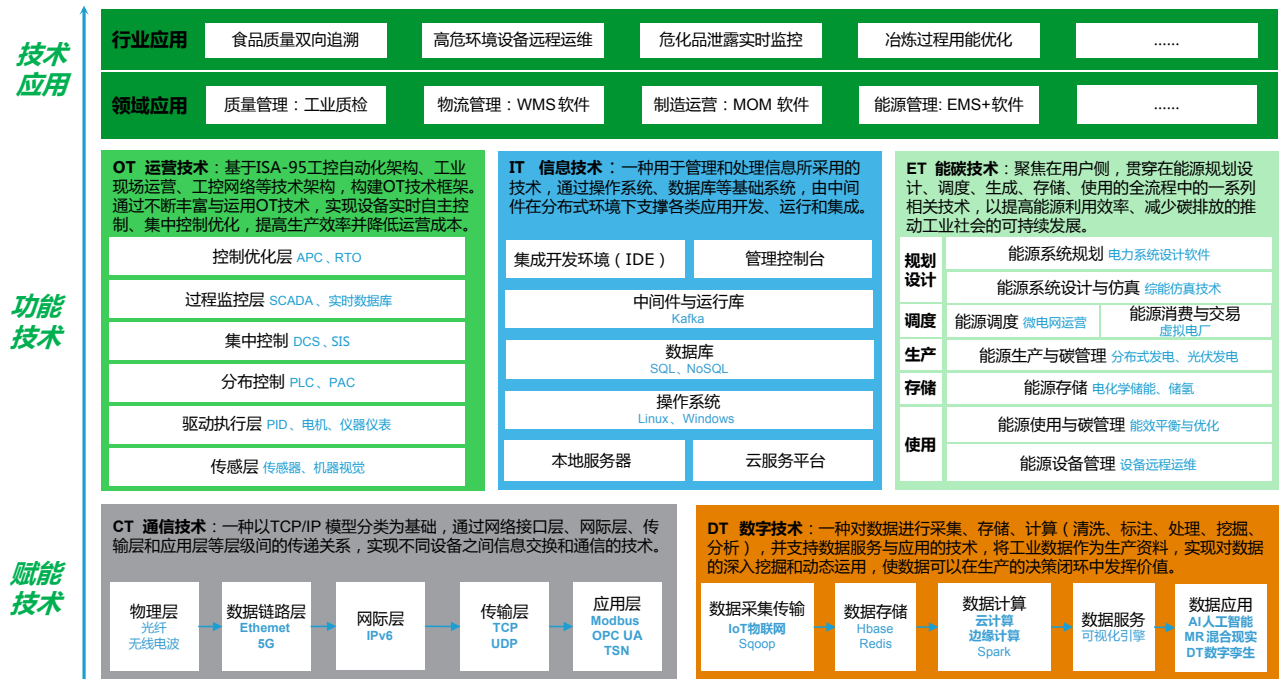 技术
应用
行业应用
食品质量双向追溯
高危环境设备远程运维
危化品泄露实时监控
冶炼过程用能优化
......
领域应用
质量管理：工业质检
物流管理：WMS 软件
制造运营：MOM 软件
能源管理: EMS+软件
......
功能
技术
OT 运营技术：基于ISA-95工控自动化架构、工业
现场运营、工控网络等技术架构，构建OT技术框架。
通过不断丰富与运用OT技术，实现设备实时自主控
制、集中控制优化，提高生产效率并降低运营成本。
控制优化层 APC、RTO
过程监控层 SCADA、实时数据库
集中控制 DCS、SIS
分布控制 PLC、PAC
驱动执行层 PID、电机、仪器仪表
传感层 传感器、机器视觉
IT 信息技术：一种用于管理和处理信息所采用的
技术，通过操作系统、数据库等基础系统，由中间
件在分布式环境下支撑各类应用开发、运行和集成。
集成开发环境（IDE）
管理控制台
中间件与运行库
Kafka
数据库
SQL、NoSQL
操作系统
Linux、Windows
本地服务器
云服务平台
ET 能碳技术：聚焦在用户侧，贯穿在能源规划设
计、调度、生成、存储、使用的全流程中的一系列
相关技术，以提高能源利用效率、减少碳排放的推
动工业社会的可持续发展。
规划
设计
能源系统规划 电力系统设计软件
能源系统设计与仿真 综能仿真技术
调度
能源调度 微电网运营
能源消费与交易
虚拟电厂
生产
能源生产与碳管理 分布式发电、光伏发电
存储
能源存储 电化学储能、储氢
使用
能源使用与碳管理 能效平衡与优化
能源设备管理 设备远程运维
赋能
技术
CT 通信技术：一种以TCP/IP 模型分类为基础，通过网络接口层、网际层、传
输层和应用层等层级间的传递关系，实现不同设备之间信息交换和通信的技术。
物理层
光纤
无线电波
数据链路层
Ethernet
5G
网际层
IPv6
传输层
TCP
UDP
应用层
Modbus
OPC UA
TSN
DT 数字技术：一种对数据进行采集、存储、计算（清洗、标注、处理、挖掘、
分析），并支持数据服务与应用的技术，将工业数据作为生产资料，实现对数据
的深入挖掘和动态运用，使数据可以在生产的决策闭环中发挥价值。
数据采集传输
IoT物联网
Sqoop
数据存储
Hbase
Redis
数据计算
云计算
边缘计算
Spark
数据服务
可视化引擎
数据应用
AI人工智能
MR混合现实
DT数字孪生